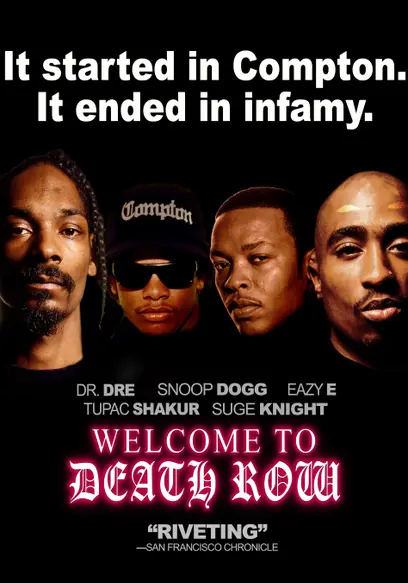 It started in Compton.
It ended in infamy.
Compton
DR. DRE SNOOP DOGG EAZY E
TUPAC SHAKUR SUGE KNIGHT
WELCOME TO
DEATH ROW
“RIVETING”
—SAN FRANCISCO CHRONICLE